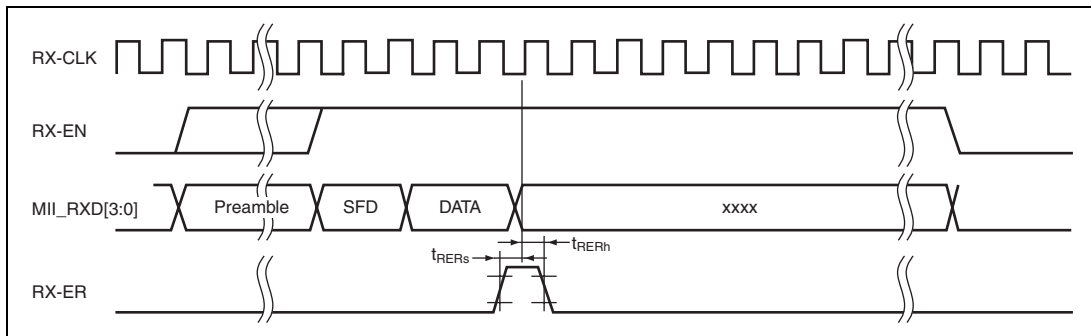 RX-CLK
RX-EN
MII_RXD[3:0] Preamble SFD DATA xxxx
tRERs tRERh
RX-ER